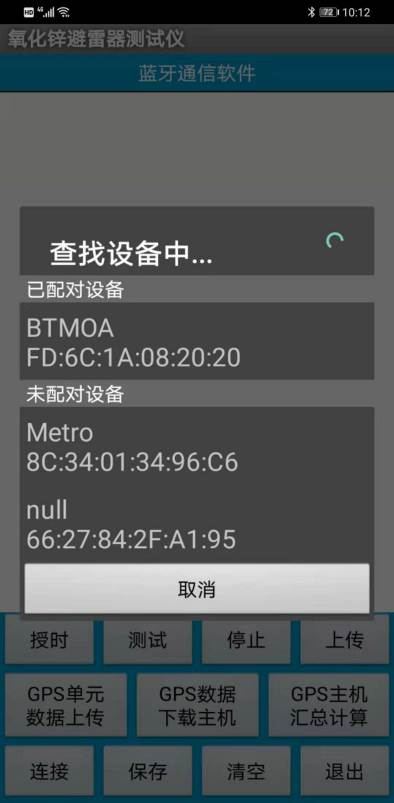 HD 4G 72 10:12
氧化锌避雷器测试仪
蓝牙通信软件
查找设备中...
已配对设备
BTMOA
FD:6C:1A:08:20:20
未配对设备
Metro
8C:34:01:34:96:C6
null
66:27:84:2F:A1:95
取消
授时 测试 停止 上传
GPS单元 GPS数据 GPS主机
数据上传 下载主机 汇总计算
连接 保存 清空 退出